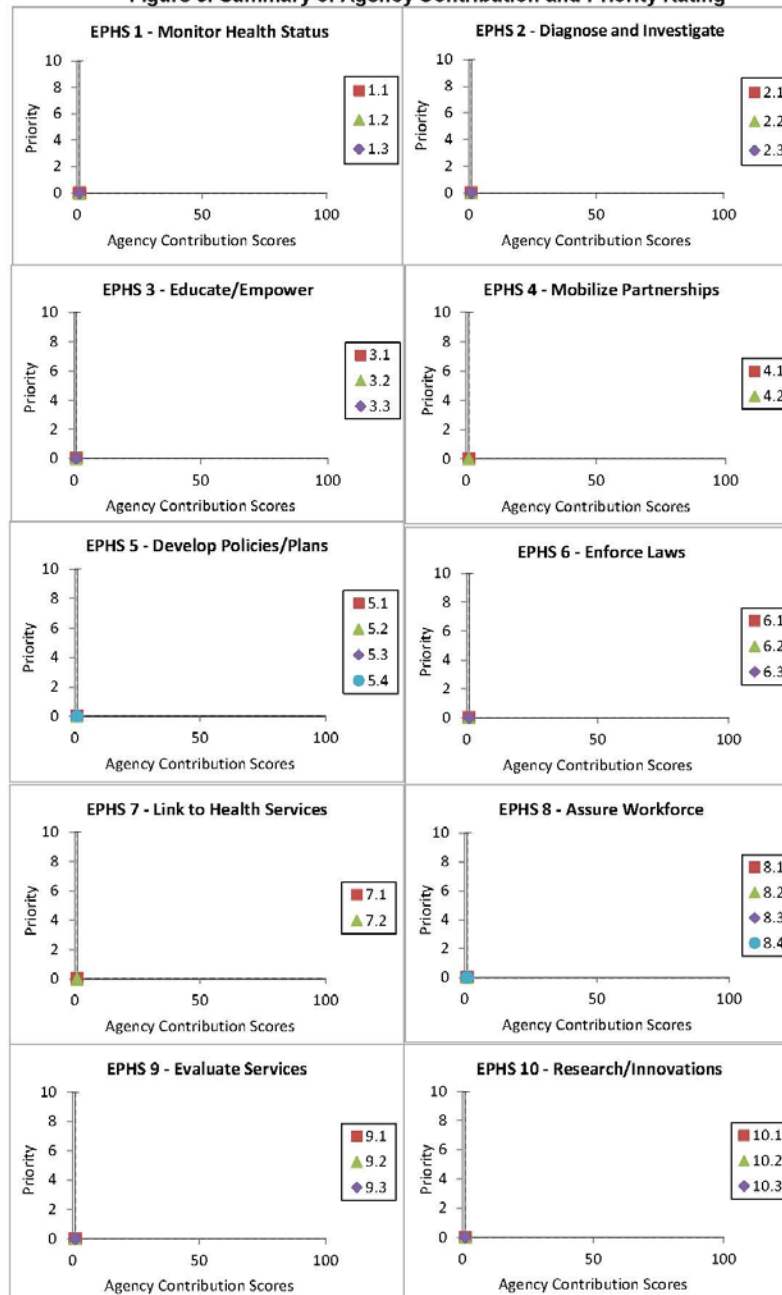 Figure 5. Summary of Agency Contribution and Priority Rating
EPHS 1 - Monitor Health Status
10
8
6
4
2
0
Priority
0 50 100
Agency Contribution Scores
1.1
1.2
1.3
EPHS 2 - Diagnose and Investigate
10
8
6
4
2
0
Priority
0 50 100
Agency Contribution Scores
2.1
2.2
2.3
EPHS 3 - Educate/Empower
10
8
6
4
2
0
Priority
0 50 100
Agency Contribution Scores
3.1
3.2
3.3
EPHS 4 - Mobilize Partnerships
10
8
6
4
2
0
Priority
0 50 100
Agency Contribution Scores
4.1
4.2
EPHS 5 - Develop Policies/Plans
10
8
6
4
2
0
Priority
0 50 100
Agency Contribution Scores
5.1
5.2
5.3
5.4
EPHS 6 - Enforce Laws
10
8
6
4
2
0
Priority
0 50 100
Agency Contribution Scores
6.1
6.2
6.3
EPHS 7 - Link to Health Services
10
8
6
4
2
0
Priority
0 50 100
Agency Contribution Scores
7.1
7.2
EPHS 8 - Assure Workforce
10
8
6
4
2
0
Priority
0 50 100
Agency Contribution Scores
8.1
8.2
8.3
8.4
EPHS 9 - Evaluate Services
10
8
6
4
2
0
Priority
0 50 100
Agency Contribution Scores
9.1
9.2
9.3
EPHS 10 - Research/Innovations
10
8
6
4
2
0
Priority
0 50 100
Agency Contribution Scores
10.1
10.2
10.3